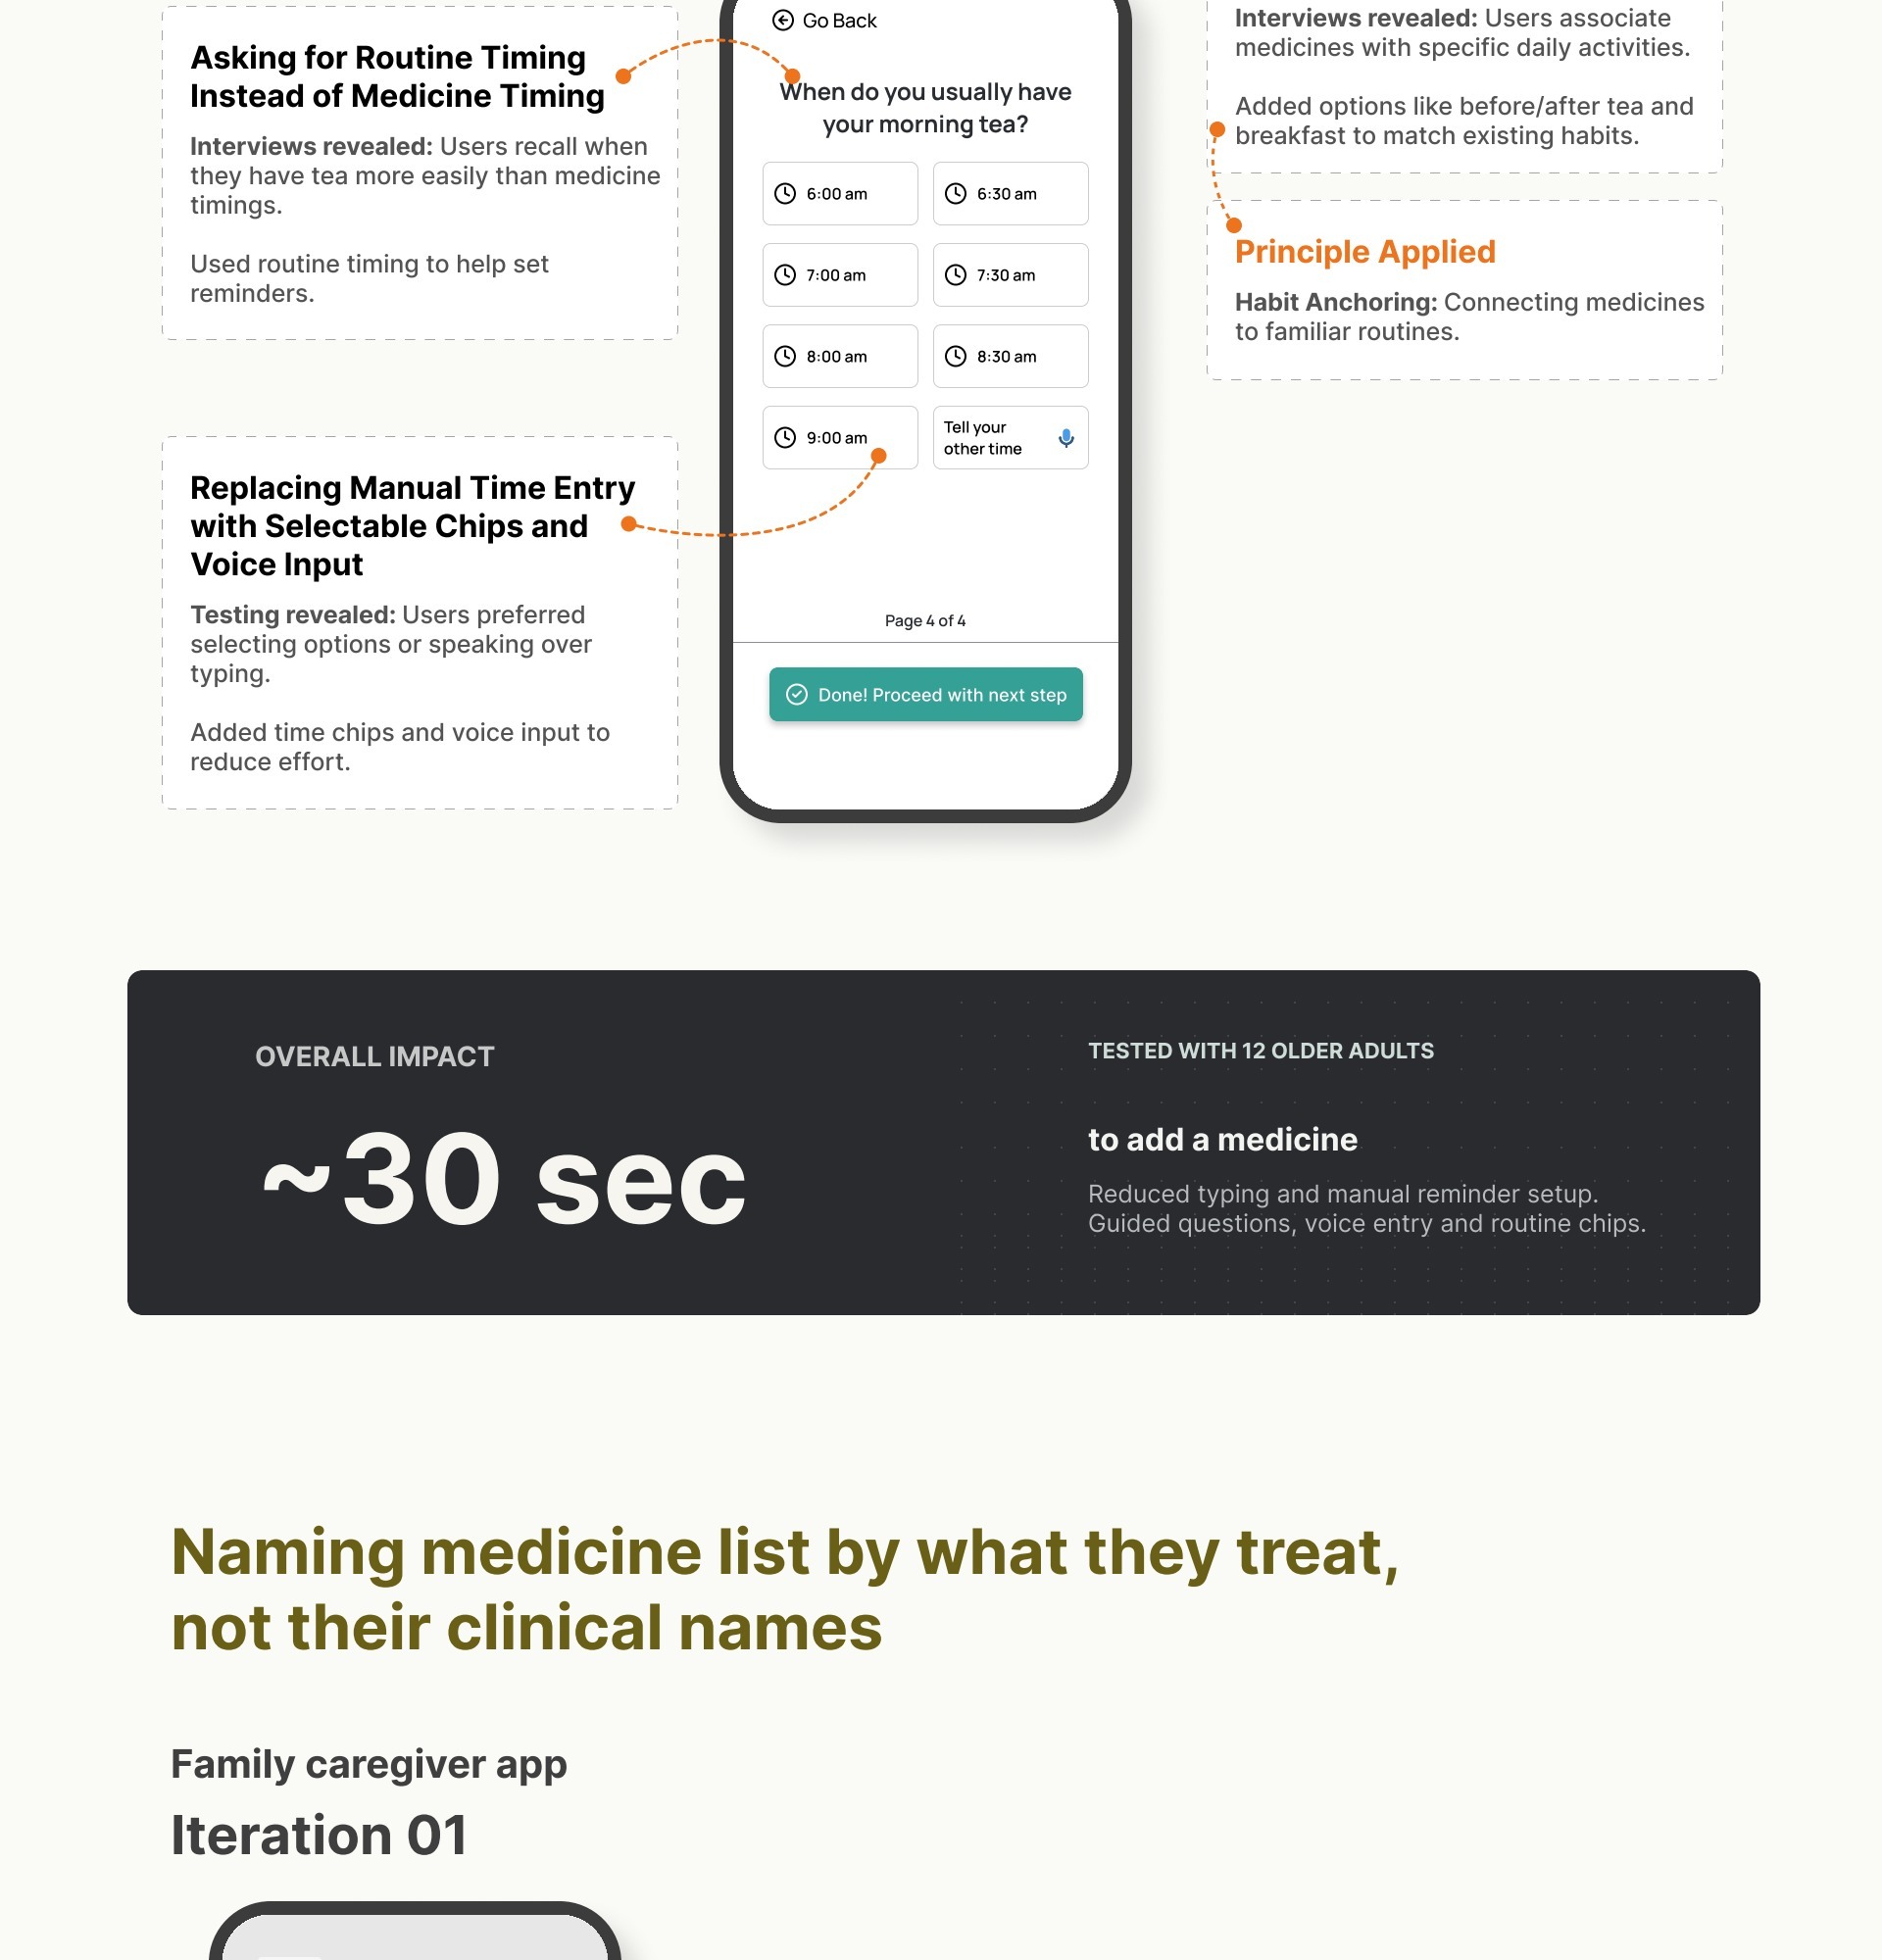 Asking for Routine Timing
Instead of Medicine Timing
Interviews revealed: Users recall when
they have tea more easily than medicine
timings.
Used routine timing to help set
reminders.
Replacing Manual Time Entry
with Selectable Chips and
Voice Input
Testing revealed: Users preferred
selecting options or speaking over
typing.
Added time chips and voice input to
reduce effort.
Go Back
When do you usually have
your morning tea?
6:00 am
6:30 am
7:00 am
7:30 am
8:00 am
8:30 am
9:00 am
Tell your
other time
Page 4 of 4
Done! Proceed with next step
Interviews revealed: Users associate
medicines with specific daily activities.
Added options like before/after tea and
breakfast to match existing habits.
Principle Applied
Habit Anchoring: Connecting medicines
to familiar routines.
OVERALL IMPACT
~30 sec
TESTED WITH 12 OLDER ADULTS
to add a medicine
Reduced typing and manual reminder setup.
Guided questions, voice entry and routine chips.
Naming medicine list by what they treat,
not their clinical names
Family caregiver app
Iteration 01